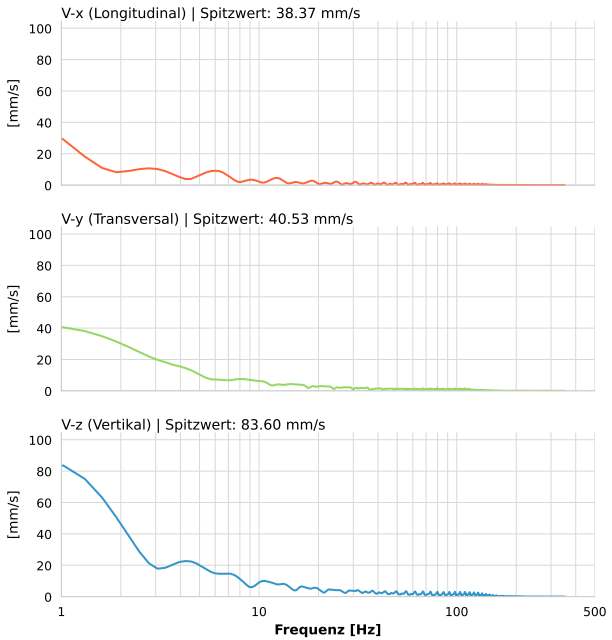 V-x (Longitudinal) | Spitzwert: 38.37 mm/s
100
80
60
40
20
0
[mm/s]
V-y (Transversal) | Spitzwert: 40.53 mm/s
100
80
60
40
20
0
[mm/s]
V-z (Vertikal) | Spitzwert: 83.60 mm/s
100
80
60
40
20
0
[mm/s]
1 10 100 500
Frequenz [Hz]